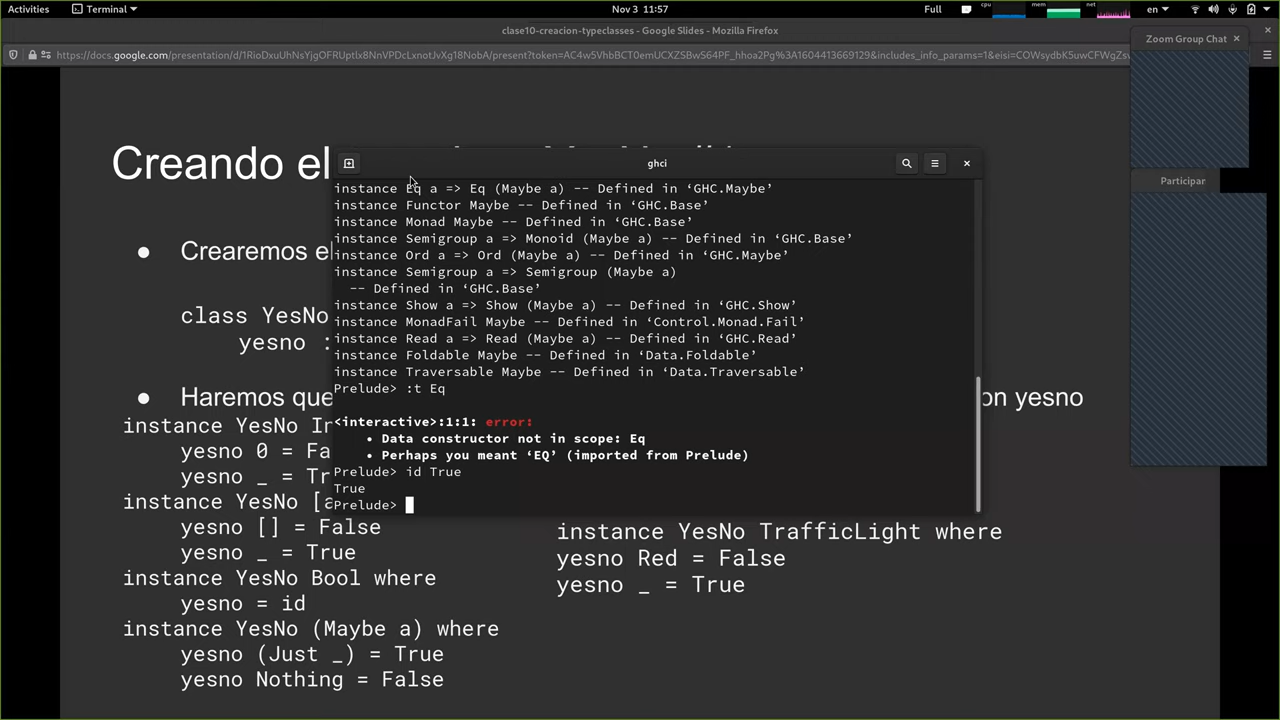 Activities
Terminal
Nov 3 11:57
Full
cpu
mem
net
en
clase10-creacion-typeclasses - Google Slides - Mozilla Firefox
Zoom Group Chat
Participar
Creando el
ghci
instance Eq a => Eq (Maybe a) -- Defined in ‘GHC.Maybe’
instance Functor Maybe -- Defined in ‘GHC.Base’
instance Monad Maybe -- Defined in ‘GHC.Base’
instance Semigroup a => Monoid (Maybe a) -- Defined in ‘GHC.Base’
instance Ord a => Ord (Maybe a) -- Defined in ‘GHC.Maybe’
instance Semigroup a => Semigroup (Maybe a)
-- Defined in ‘GHC.Base’
instance Show a => Show (Maybe a) -- Defined in ‘GHC.Show’
instance MonadFail Maybe -- Defined in ‘Control.Monad.Fail’
instance Read a => Read (Maybe a) -- Defined in ‘GHC.Read’
instance Foldable Maybe -- Defined in ‘Data.Foldable’
instance Traversable Maybe -- Defined in ‘Data.Traversable’
Prelude> :t Eq
<interactive>:1:1: error:
• Data constructor not in scope: Eq
• Perhaps you meant ‘EQ’ (imported from Prelude)
Prelude> id True
True
Prelude>
● Crearemos el
class YesNo
yesno :
● Haremos que
on yesno
instance YesNo In
yesno 0 = Fa
yesno _ = Tr
instance YesNo [a
yesno [] = False
yesno _ = True
instance YesNo Bool where
yesno = id
instance YesNo (Maybe a) where
yesno (Just _) = True
yesno Nothing = False
instance YesNo TrafficLight where
yesno Red = False
yesno _ = True